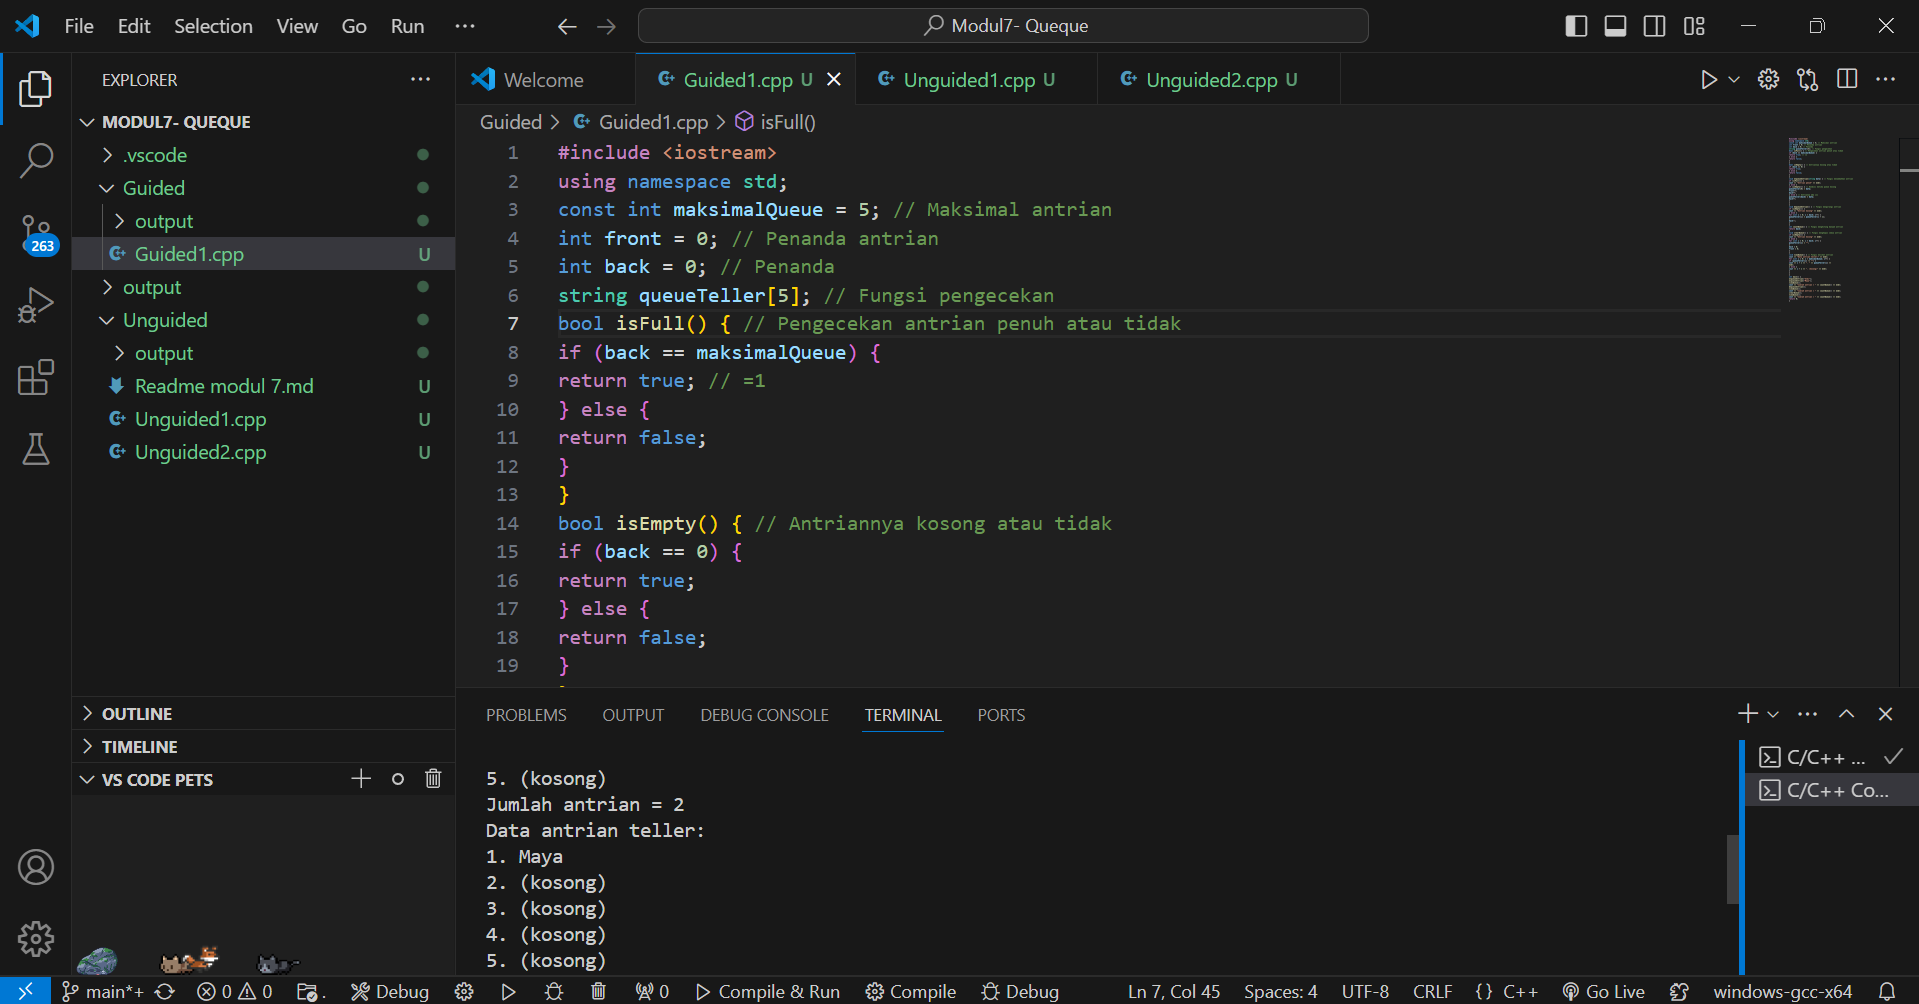 File Edit Selection View Go Run ···
Modul7- Queque
EXPLORER
MODUL7- QUEQUE
.vscode
Guided
output
Guided1.cpp U
output
Unguided
output
Readme modul 7.md U
Unguided1.cpp U
Unguided2.cpp U
263
OUTLINE
TIMELINE
VS CODE PETS
Welcome
Guided1.cpp U
Unguided1.cpp U
Unguided2.cpp U
Guided > Guided1.cpp > isFull()
1 #include <iostream>
2 using namespace std;
3 const int maksimalQueue = 5; // Maksimal antrian
4 int front = 0; // Penanda antrian
5 int back = 0; // Penanda
6 string queueTeller[5]; // Fungsi pengecekan
7 bool isFull() { // Pengecekan antrian penuh atau tidak
8 if (back == maksimalQueue) {
9 return true; // =1
10 } else {
11 return false;
12 }
13 }
14 bool isEmpty() { // Antriannya kosong atau tidak
15 if (back == 0) {
16 return true;
17 } else {
18 return false;
19 }
PROBLEMS OUTPUT DEBUG CONSOLE TERMINAL PORTS
5. (kosong)
Jumlah antrian = 2
Data antrian teller:
1. Maya
2. (kosong)
3. (kosong)
4. (kosong)
5. (kosong)
C/C++ ...
C/C++ Co...
main*+ 0 0 . Debug 0 Compile & Run Compile Debug Ln 7, Col 45 Spaces: 4 UTF-8 CRLF {} C++ Go Live windows-gcc-x64